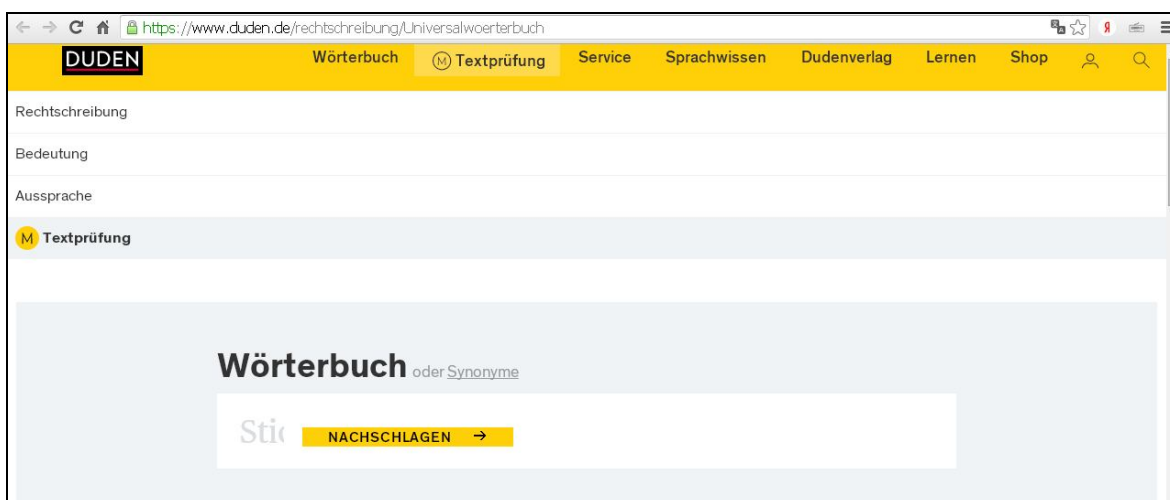 https://www.duden.de/rechtschreibung/Universalwoerterbuch
DUDEN Wörterbuch M Textprüfung Service Sprachwissen Dudenverlag Lernen Shop
Rechtschreibung
Bedeutung
Aussprache
M Textprüfung
Wörterbuch oder Synonyme
NACHSCHLAGEN →